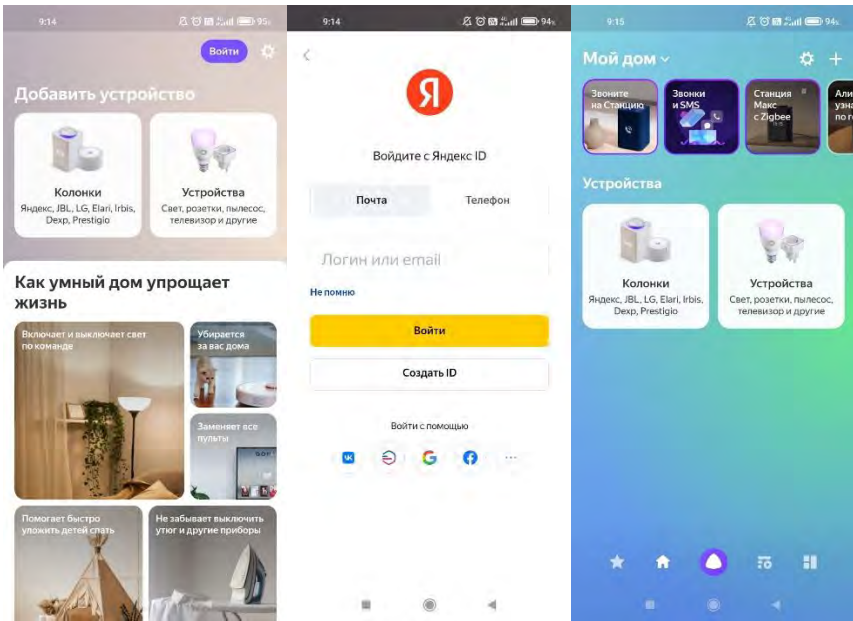 9:14
95%
Войти
Добавить устройство
Колонки
Яндекс, JBL, LG, Elari, Irbis,
Dexp, Prestigio
Устройства
Свет, розетки, пылесос,
телевизор и другие
Как умный дом упрощает
жизнь
Включает и выключает свет
по команде
Убирается
за вас дома
Заменяет все
пульты
Помогает быстро
уложить детей спать
Не забывает выключить
утюг и другие приборы
9:14
94%
Я
Войдите с Яндекс ID
Почта
Телефон
Логин или email
Не помню
Войти
Создать ID
Войти с помощью
9:15
94%
Мой дом
Звоните
на Станцию
Звонки
и SMS
Станция
Макс
с Zigbee
Али
узна
по г
Устройства
Колонки
Яндекс, JBL, LG, Elari, Irbis,
Dexp, Prestigio
Устройства
Свет, розетки, пылесос,
телевизор и другие